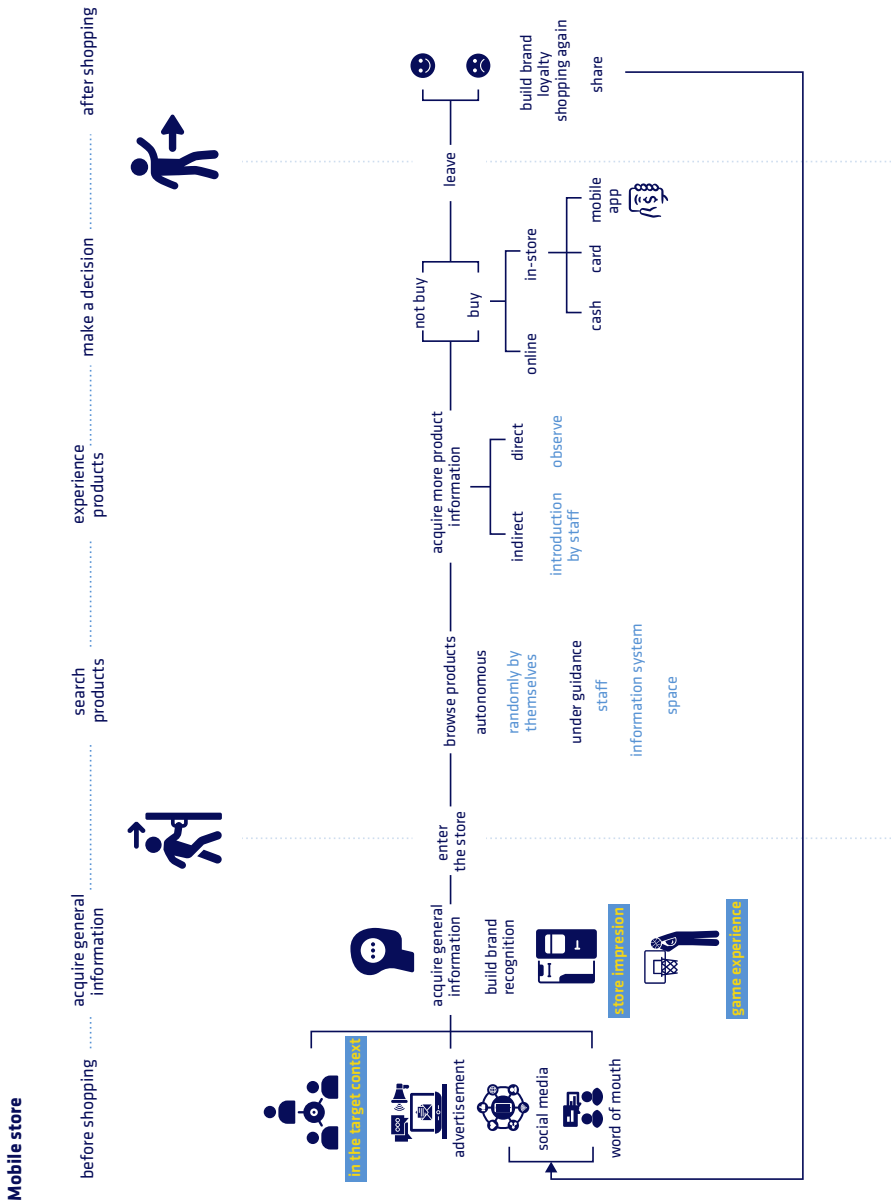 Mobile store
before shopping
acquire general
information
search
products
experience
products
make a decision
after shopping
in the target context
advertisement
social media
word of mouth
acquire general
information
build brand
recognition
store impresion
game experience
enter
the store
browse products
autonomous
randomly by
themselves
under guidance
staff
information system
space
acquire more product
information
indirect
direct
introduction
by staff
observe
not buy
buy
online
in-store
cash
card
mobile
app
leave
build brand
loyalty
shopping again
share